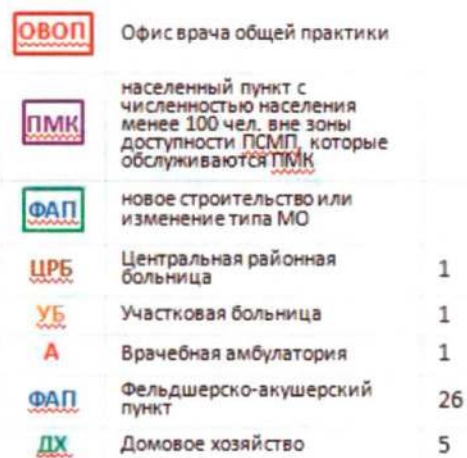 ОВОП Офис врача общей практики
населенный пункт с
численностью населения
ПМК менее 100 чел. вне зоны
доступности ПСМП, которые
обслуживаются ПМК
ФАП новое строительство или
изменение типа МО
ЦРБ Центральная районная
больница 1
УБ Участковая больница 1
А Врачебная амбулатория 1
ФАП Фельдшерско-акушерский
пункт 26
ДХ Домовое хозяйство 5